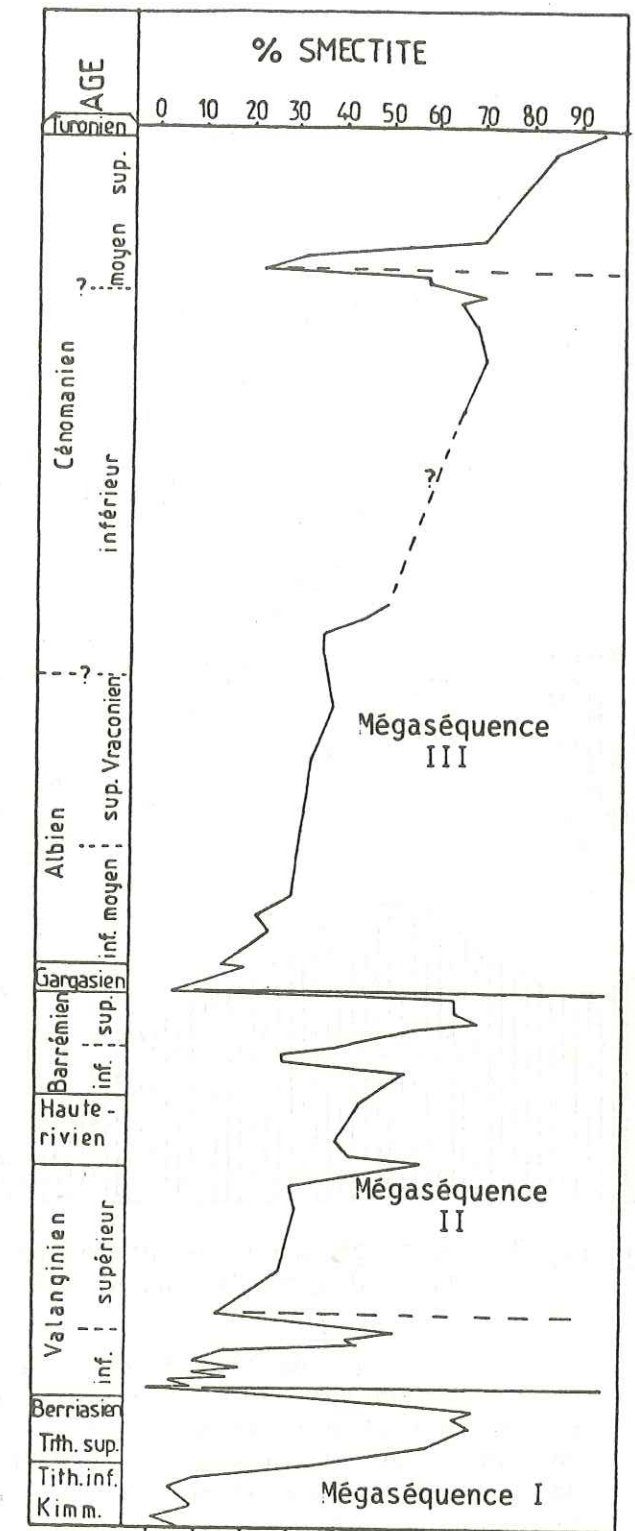 % SMECTITE
AGE
0 10 20 30 40 50 60 70 80 90
Turonien
sup.
moyen
?
Cénomanien
inférieur
?
?
Vraconien
Mégaséquence
III
sup.
Albien
moyen
inf.
Gargasien
Barrémien
sup.
inf.
Haute-
rivien
Mégaséquence
II
Valanginien
supérieur
inf.
Berriasien
Tith. sup.
Tith. inf.
Kimm.
Mégaséquence I